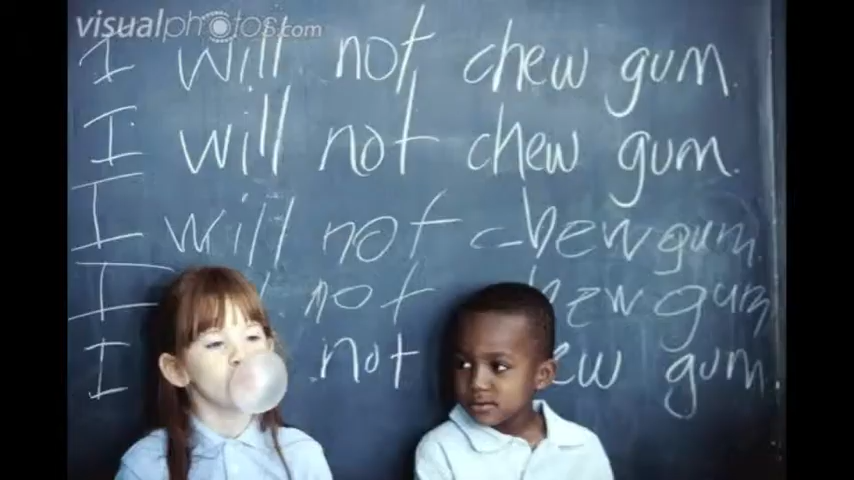 visualphotos.com
I will not chew gum.
I will not chew gum.
I will not chew gum.
I not gum
I not gum.